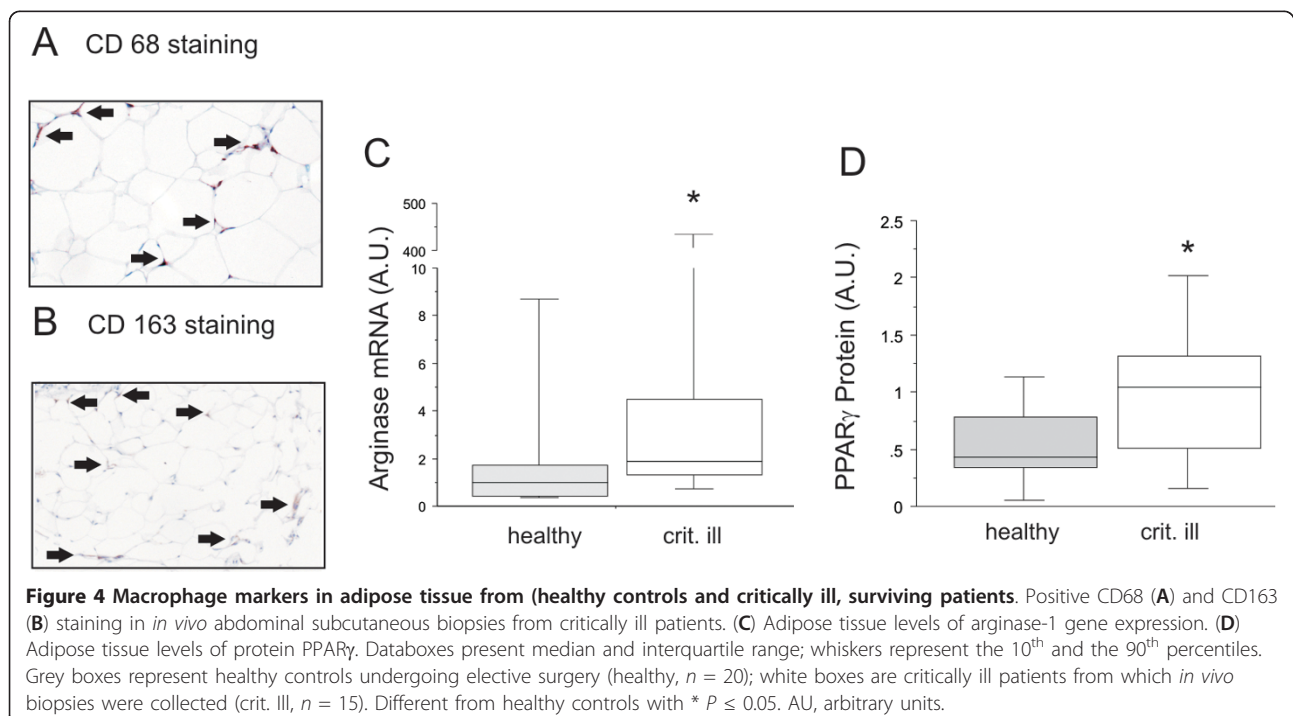 A CD 68 staining
B CD 163 staining
C
Arginase mRNA (A.U.)
500
400
10
8
6
4
2
0
*
healthy
crit. ill
D
PPARγ Protein (A.U.)
2.5
2
1.5
1
.5
0
*
healthy
crit. ill
Figure 4 Macrophage markers in adipose tissue from (healthy controls and critically ill, surviving patients. Positive CD68 (A) and CD163
(B) staining in in vivo abdominal subcutaneous biopsies from critically ill patients. (C) Adipose tissue levels of arginase-1 gene expression. (D)
Adipose tissue levels of protein PPARγ. Databoxes present median and interquartile range; whiskers represent the 10th and the 90th percentiles.
Grey boxes represent healthy controls undergoing elective surgery (healthy, n = 20); white boxes are critically ill patients from which in vivo
biopsies were collected (crit. Ill, n = 15). Different from healthy controls with * P ≤ 0.05. AU, arbitrary units.